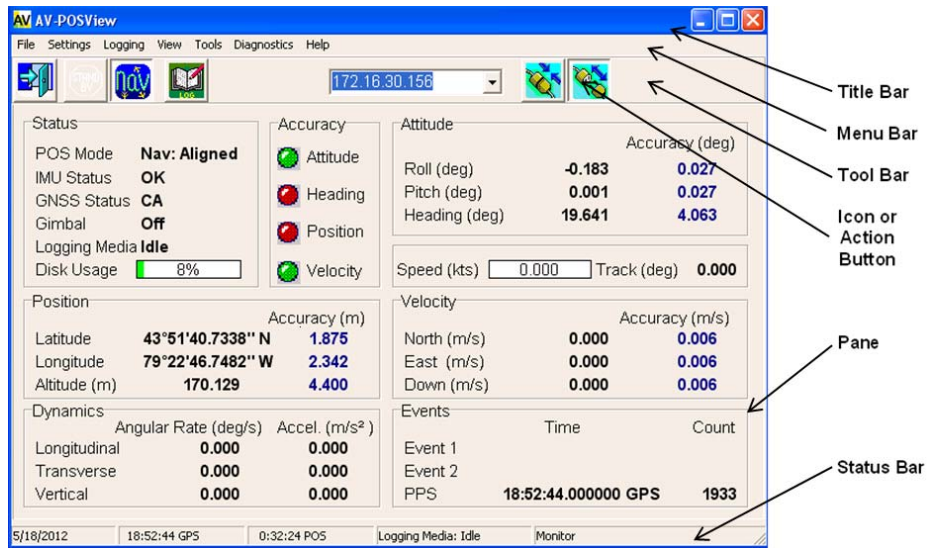 AV AV-POSView
File Settings Logging View Tools Diagnostics Help
nav LOG 172.16.30.156
Title Bar
Menu Bar
Tool Bar
Icon or
Action
Button
Pane
Status Bar
Status
POS Mode Nav: Aligned
IMU Status OK
GNSS Status CA
Gimbal Off
Logging Media Idle
Disk Usage 8%
Accuracy
Attitude
Heading
Position
Velocity
Attitude
Accuracy (deg)
Roll (deg) -0.183 0.027
Pitch (deg) 0.001 0.027
Heading (deg) 19.641 4.063
Speed (kts) 0.000 Track (deg) 0.000
Position
Accuracy (m)
Latitude 43°51'40.7338" N 1.875
Longitude 79°22'46.7482" W 2.342
Altitude (m) 170.129 4.400
Velocity
Accuracy (m/s)
North (m/s) 0.000 0.006
East (m/s) 0.000 0.006
Down (m/s) 0.000 0.006
Dynamics
Angular Rate (deg/s) Accel. (m/s²)
Longitudinal 0.000 0.000
Transverse 0.000 0.000
Vertical 0.000 0.000
Events
Time Count
Event 1
Event 2
PPS 18:52:44.000000 GPS 1933
5/18/2012 18:52:44 GPS 0:32:24 POS Logging Media: Idle Monitor